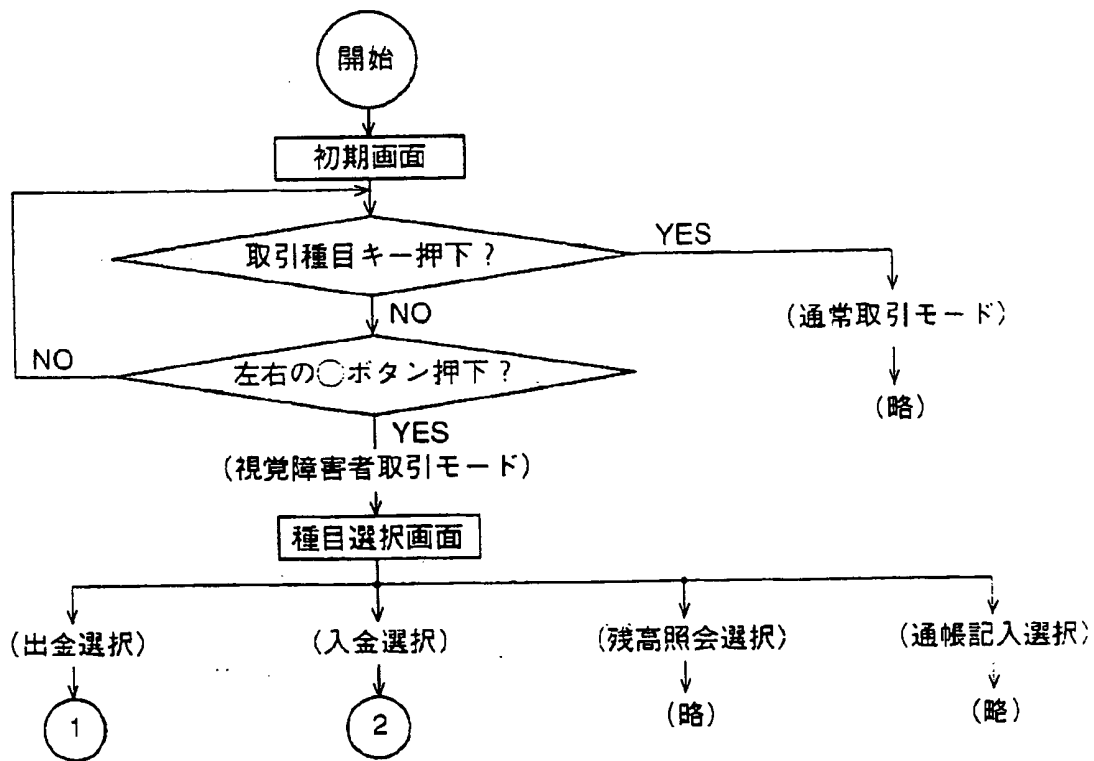 開始
初期画面
取引種目キー押下?
YES
NO
(通常取引モード)
左右の◯ボタン押下?
NO
(略)
YES
(視覚障害者取引モード)
種目選択画面
(出金選択)
(入金選択)
(残高照会選択)
(通帳記入選択)
1
2
(略)
(略)